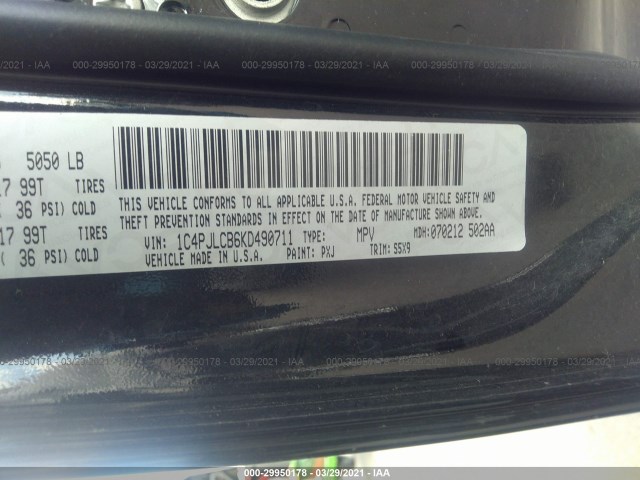 000-29950178 - 03/29/2021 - IAA
5050 LB
17 99T TIRES
36 PSI) COLD
17 99T TIRES
( 36 PSI) COLD
THIS VEHICLE CONFORMS TO ALL APPLICABLE U.S.A. FEDERAL MOTOR VEHICLE SAFETY AND
THEFT PREVENTION STANDARDS IN EFFECT ON THE DATE OF MANUFACTURE SHOWN ABOVE.
VIN: 1C4PJLCB6KD490711 TYPE: MPV MDH: 070212 502AA
VEHICLE MADE IN U.S.A. PAINT: PXJ TRIM: S5X9
000-29950178 - 03/29/2021 - IAA